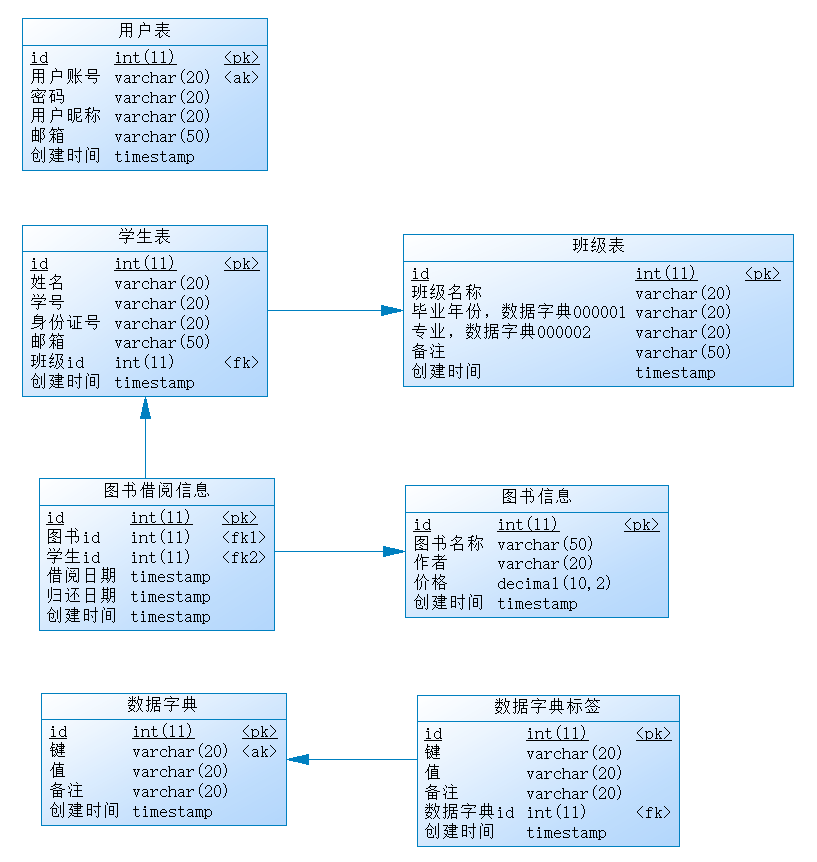 用户表
id int(11) <pk>
用户账号 varchar(20) <ak>
密码 varchar(20)
用户昵称 varchar(20)
邮箱 varchar(50)
创建时间 timestamp
学生表
id int(11) <pk>
姓名 varchar(20)
学号 varchar(20)
身份证号 varchar(20)
邮箱 varchar(50)
班级id int(11) <fk>
创建时间 timestamp
班级表
id int(11) <pk>
班级名称 varchar(20)
毕业年份，数据字典000001 varchar(20)
专业，数据字典000002 varchar(20)
备注 varchar(50)
创建时间 timestamp
图书借阅信息
id int(11) <pk>
图书id int(11) <fk1>
学生id int(11) <fk2>
借阅日期 timestamp
归还日期 timestamp
创建时间 timestamp
图书信息
id int(11) <pk>
图书名称 varchar(50)
作者 varchar(20)
价格 decimal(10,2)
创建时间 timestamp
数据字典
id int(11) <pk>
键 varchar(20) <ak>
值 varchar(20)
备注 varchar(20)
创建时间 timestamp
数据字典标签
id int(11) <pk>
键 varchar(20)
值 varchar(20)
备注 varchar(20)
数据字典id int(11) <fk>
创建时间 timestamp